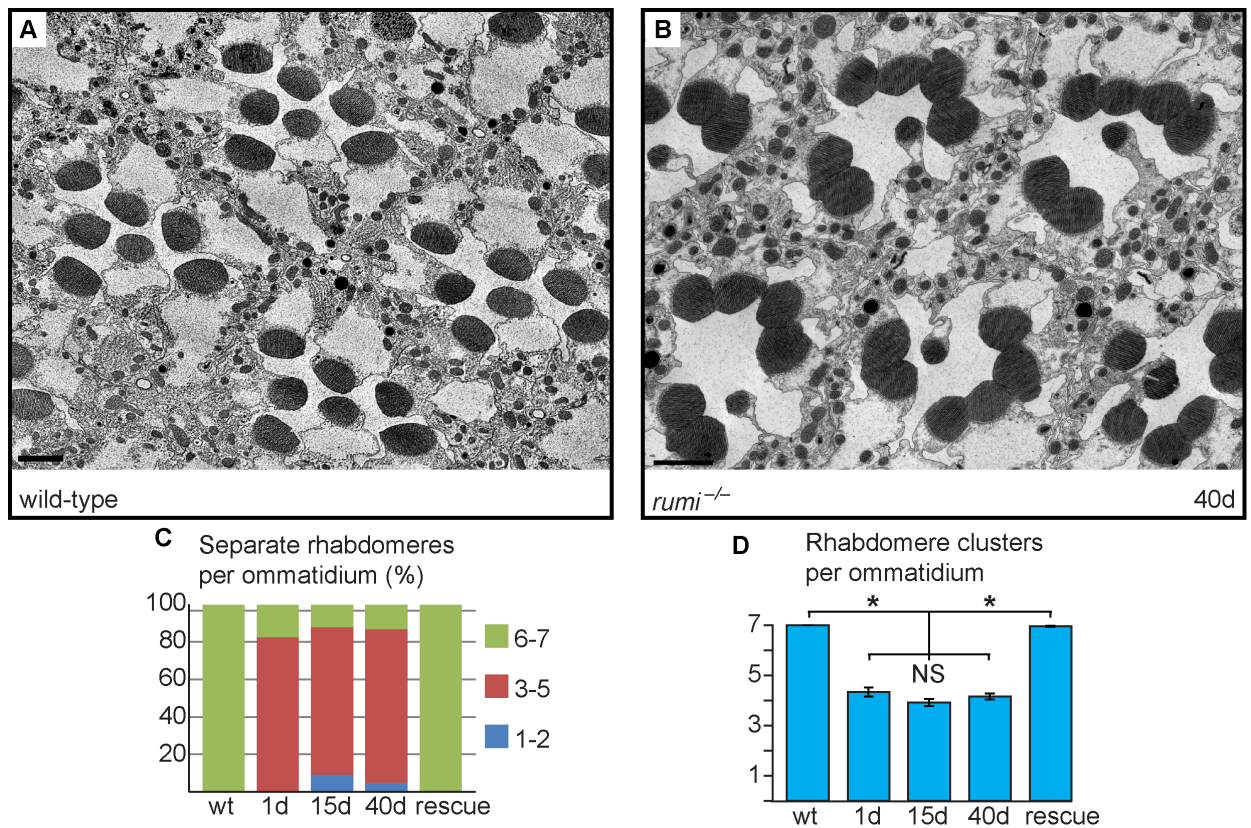 A
B
wild-type
rumi –/–
40d
C
Separate rhabdomeres
per ommatidium (%)
100
80
60
40
20
6-7
3-5
1-2
wt 1d 15d 40d rescue
D
Rhabdomere clusters
per ommatidium
* *
NS
7
5
3
1
wt 1d 15d 40d rescue